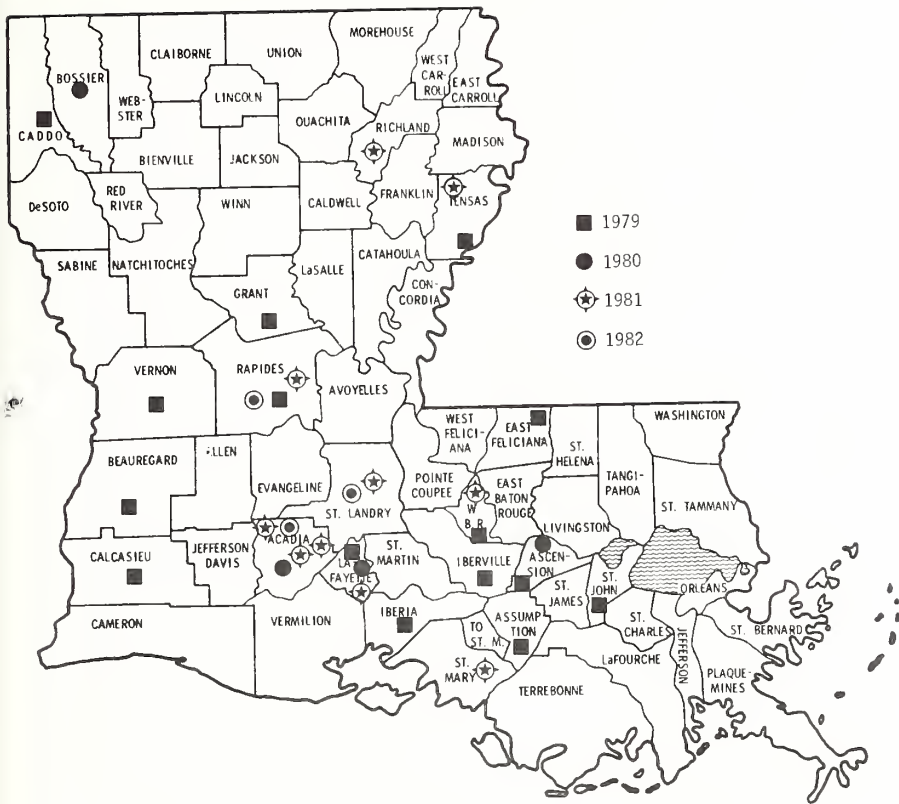 MOREHOUSE
CLAIBORNE
UNION
WEST
CAR-
ROLL
EAST
CARROLL
BOSSIER
WEB-
STER
LINCOLN
OUACHITA
RICHLAND
CADDO
MADISON
BIENVILLE
JACKSON
DeSOTO
RED
RIVER
WINN
CALDWELL
FRANKLIN
TENSAS
1979
SABINE
NATCHITOCHES
LaSALLE
CATAHOULA
1980
GRANT
CON-
CORDIA
1981
1982
VERNON
RAPIDES
AVOYELLES
WEST
FELICI-
ANA
EAST
FELICIANA
WASHINGTON
ST.
HELENA
BEAUREGARD
ALLEN
EVANGELINE
POINTE
COUPEE
EAST
BATON
ROUGE
TANGI-
PAHOA
ST. TAMMANY
ST. LANDRY
W
B.R.
LIVINGSTON
ACADIA
CALCASIEU
JEFFERSON
DAVIS
LA
FAYETTE
ST.
MARTIN
IBERVILLE
ASCEN-
SION
ST.
JAMES
ST.
JOHN
ORLEANS
CAMERON
VERMILION
IBERIA
TO
ST. M.
ASSUMP
TION
ST.
CHARLES
JEFFERSON
ST. BERNARD
ST.
MARY
LaFOURCHE
PLAQUE-
MINES
TERREBONNE